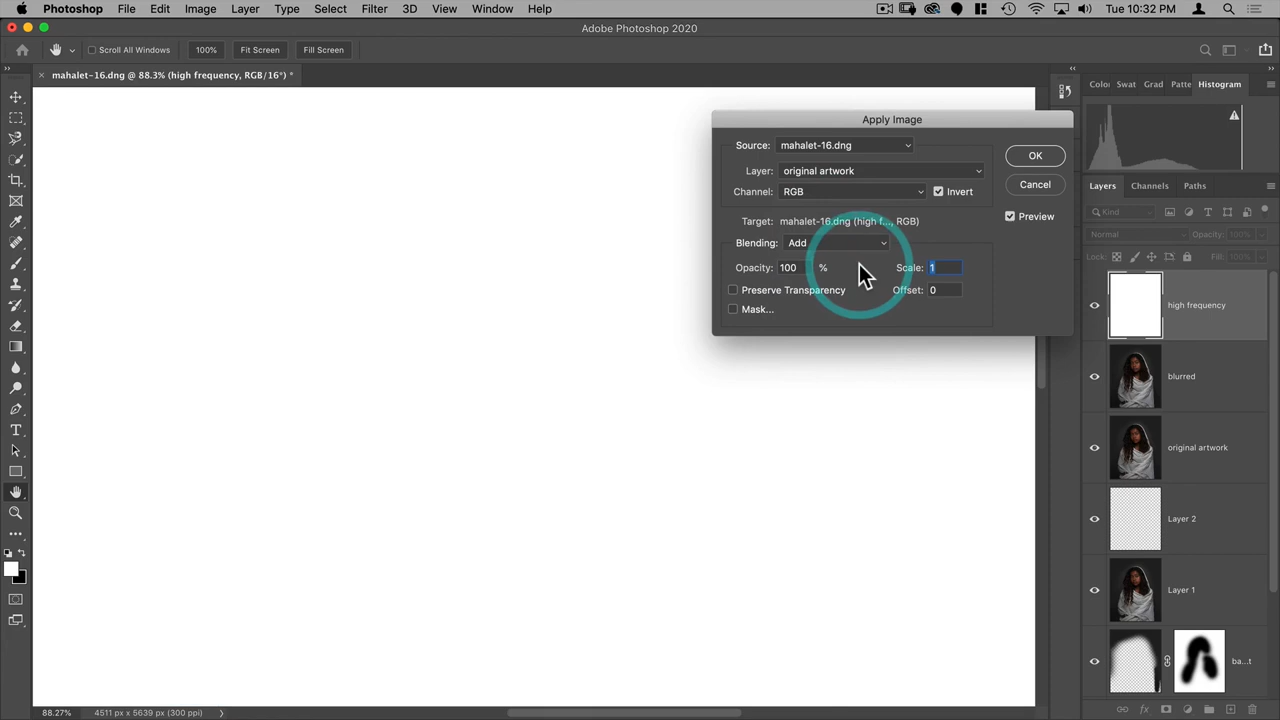 Photoshop File Edit Image Layer Type Select Filter 3D View Window Help Tue 10:32 PM
Adobe Photoshop 2020
Scroll All Windows 100% Fit Screen Fill Screen
mahalet-16.dng @ 88.3% (high frequency, RGB/16*) *
Colo Swat Grad Patte Histogram
Apply Image
Source: mahalet-16.dng
OK
Layer: original artwork
Cancel
Channel: RGB Invert
Preview
Target: mahalet-16.dng (high f..., RGB)
Blending: Add
Opacity: 100 % Scale: 1
Preserve Transparency Offset: 0
Mask...
Layers Channels Paths
Kind
Normal Opacity: 100%
Lock: Fill: 100%
high frequency
blurred
original artwork
Layer 2
Layer 1
ba...t
88.27% 4511 px x 5639 px (300 ppi)